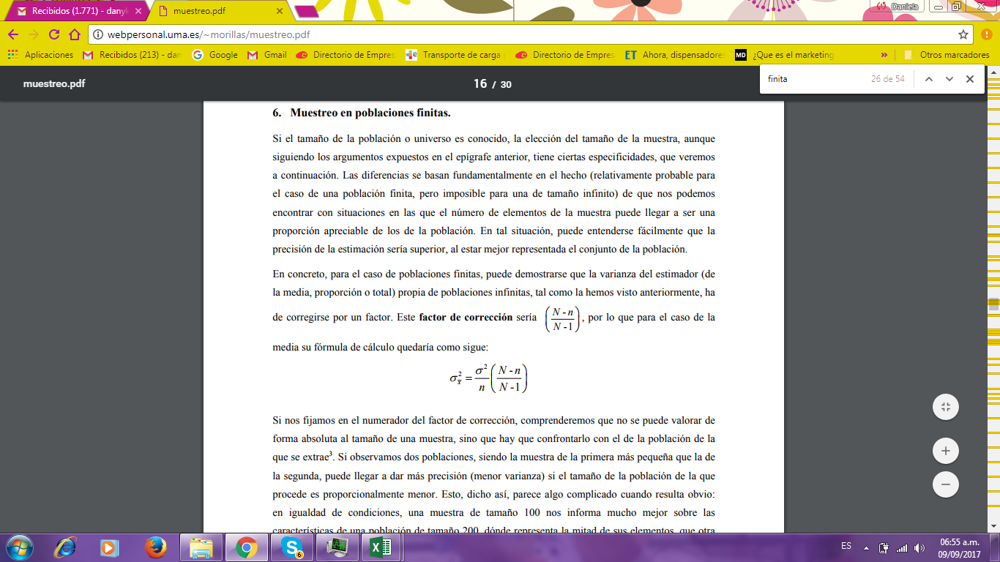 Recibidos (1.771) - danyk
muestreo.pdf
Daniela
webpersonal.uma.es/~morillas/muestreo.pdf
Aplicaciones Recibidos (213) - dan Google Gmail Directorio de Empres Transporte de carga p Directorio de Empres ET Ahora, dispensadores MD ¿Que es el marketing » Otros marcadores
muestreo.pdf 16 / 30 finita 26 de 54
6. Muestreo en poblaciones finitas.
Si el tamaño de la población o universo es conocido, la elección del tamaño de la muestra, aunque
siguiendo los argumentos expuestos en el epígrafe anterior, tiene ciertas especificidades, que veremos
a continuación. Las diferencias se basan fundamentalmente en el hecho (relativamente probable para
el caso de una población finita, pero imposible para una de tamaño infinito) de que nos podemos
encontrar con situaciones en las que el número de elementos de la muestra puede llegar a ser una
proporción apreciable de los de la población. En tal situación, puede entenderse fácilmente que la
precisión de la estimación sería superior, al estar mejor representada el conjunto de la población.
En concreto, para el caso de poblaciones finitas, puede demostrarse que la varianza del estimador (de
la media, proporción o total) propia de poblaciones infinitas, tal como la hemos visto anteriormente, ha
de corregirse por un factor. Este factor de corrección sería (N - n / N - 1), por lo que para el caso de la
media su fórmula de cálculo quedaría como sigue:
σ²x̄ = σ² / n (N - n / N - 1)
Si nos fijamos en el numerador del factor de corrección, comprenderemos que no se puede valorar de
forma absoluta al tamaño de una muestra, sino que hay que confrontarlo con el de la población de la
que se extrae³. Si observamos dos poblaciones, siendo la muestra de la primera más pequeña que la de
la segunda, puede llegar a dar más precisión (menor varianza) si el tamaño de la población de la que
procede es proporcionalmente menor. Esto, dicho así, parece algo complicado cuando resulta obvio:
en igualdad de condiciones, una muestra de tamaño 100 nos informa mucho mejor sobre las
características de una población de tamaño 200, dónde representa la mitad de sus elementos, que otra
ES 06:55 a.m.
09/09/2017